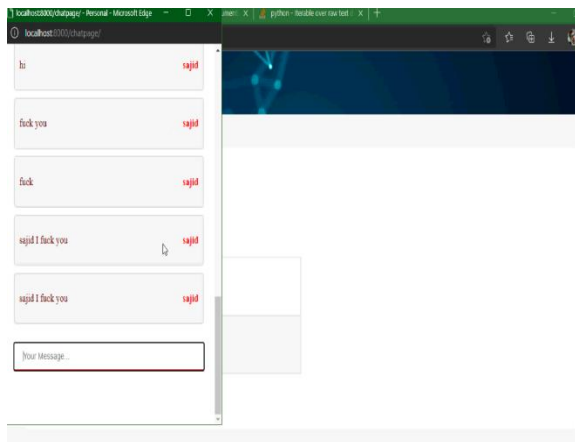 localhost:8000/chatpage/ - Personal - Microsoft Edge
python - Iterable over raw text
localhost:8000/chatpage/
hi sajid
fuck you sajid
fuck sajid
sajid I fuck you sajid
sajid I fuck you sajid
Your Message...